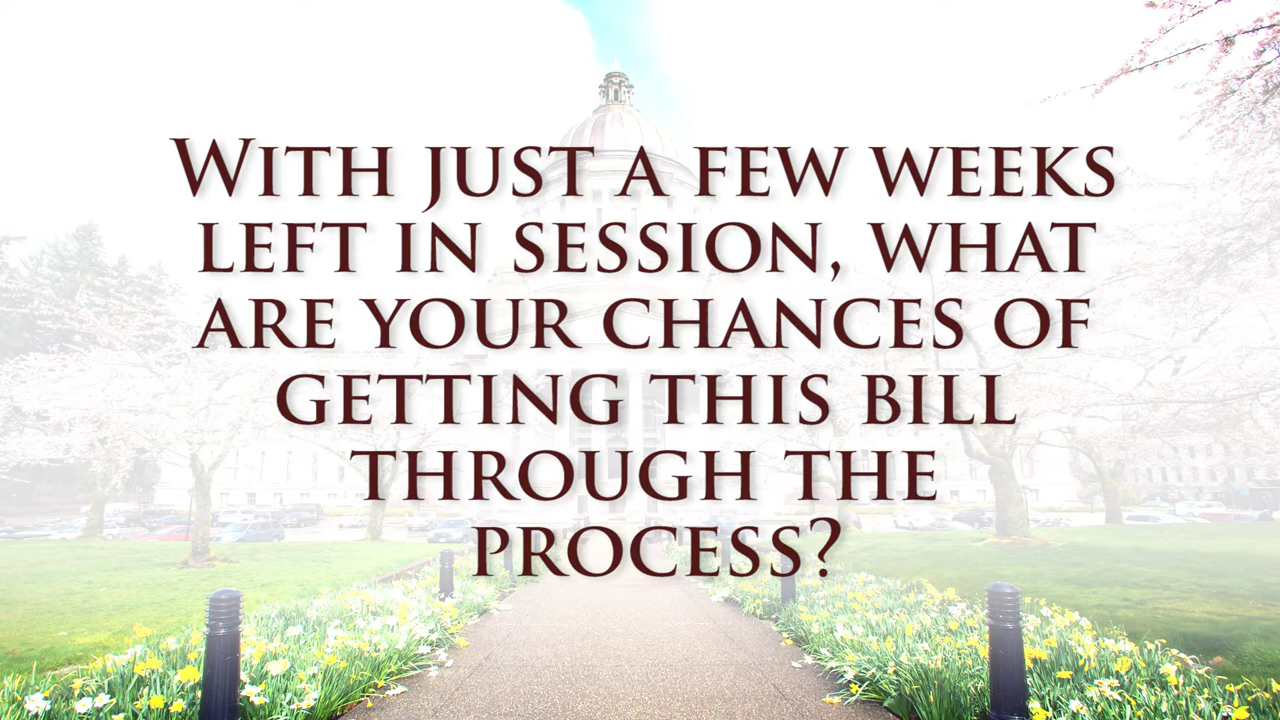 With just a few weeks
left in session, what
are your chances of
getting this bill
through the
process?